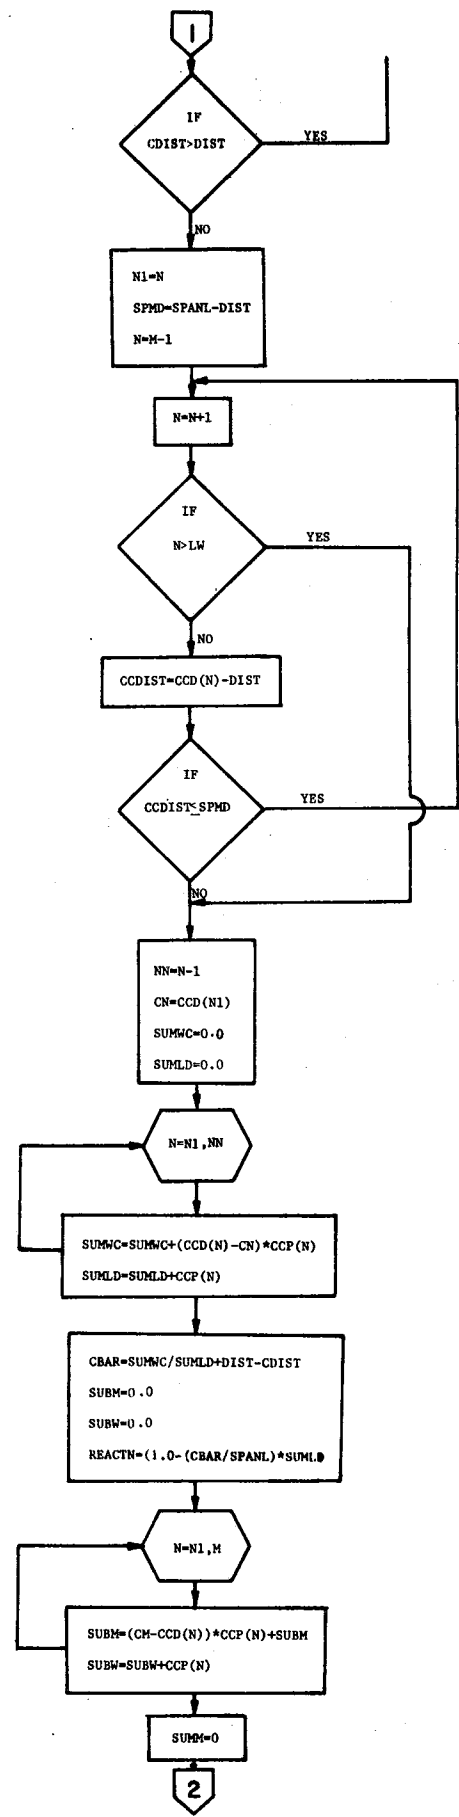 1
IF
CDIST>DIST
YES
NO
N1=N
SPMD=SPANL-DIST
N=M-1
N=N+1
IF
N>LW
YES
NO
CCDIST=CCD(N)-DIST
IF
CCDIST≤SPMD
YES
NO
NN=N-1
CN=CCD(N1)
SUMWC=0.0
SUMLD=0.0
N=N1,NN
SUMWC=SUMWC+(CCD(N)-CN)*CCP(N)
SUMLD=SUMLD+CCP(N)
CBAR=SUMWC/SUMLD+DIST-CDIST
SUBM=0.0
SUBW=0.0
REACTN=(1.0-(CBAR/SPANL)*SUMLD
N=N1,M
SUBM=(CM-CCD(N))*CCP(N)+SUBM
SUBW=SUBW+CCP(N)
SUMM=0
2